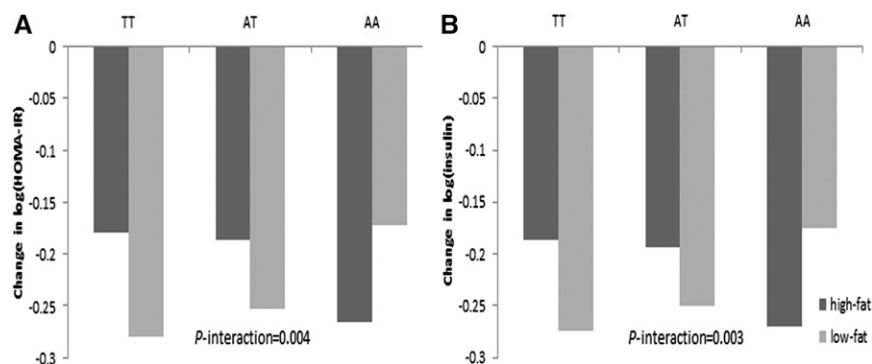 A
TT AT AA
0
-0.05
-0.1
-0.15
-0.2
-0.25
-0.3
Change in log(HOMA-IR)
P-interaction=0.004
B
TT AT AA
0
-0.05
-0.1
-0.15
-0.2
-0.25
-0.3
Change in log(insulin)
P-interaction=0.003
high-fat
low-fat